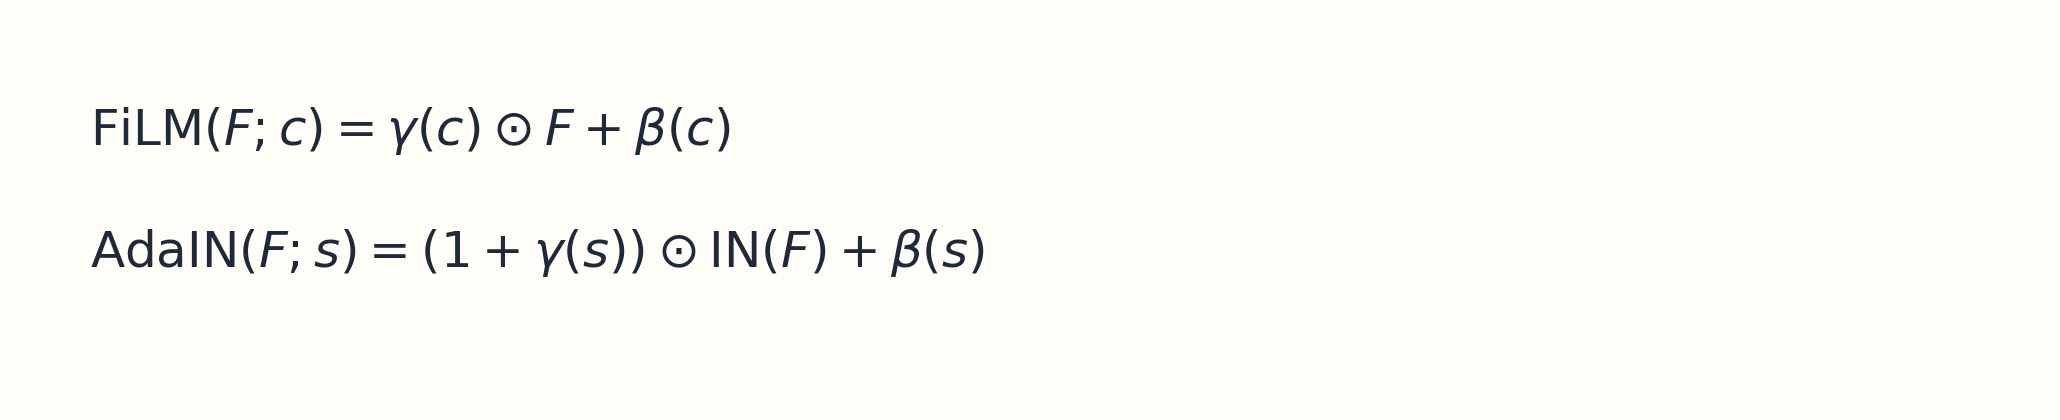 FiLM(F; c) = γ(c) ⊙ F + β(c)
AdaIN(F; s) = (1 + γ(s)) ⊙ IN(F) + β(s)